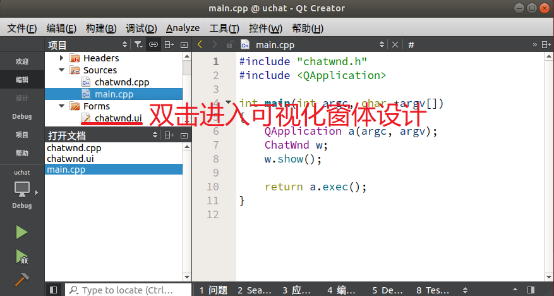 main.cpp @ uchat - Qt Creator
文件(F) 编辑(E) 构建(B) 调试(D) Analyze 工具(T) 控件(W) 帮助(H)
项目
main.cpp
#
欢迎
编辑
设计
Debug
项目
帮助
uchat
Debug
Headers
Sources
chatwnd.cpp
main.cpp
Forms
chatwnd.ui
双击进入可视化窗体设计
打开文档
chatwnd.cpp
chatwnd.ui
main.cpp
1 #include "chatwnd.h"
2 #include <QApplication>
3
4 int main(int argc, char *argv[])
5 {
6 QApplication a(argc, argv);
7 ChatWnd w;
8 w.show();
9
10 return a.exec();
11 }
12
Type to locate (Ctrl...
1 问题 2 Sea... 3 应... 4 编... 5 De... 8 Tes...